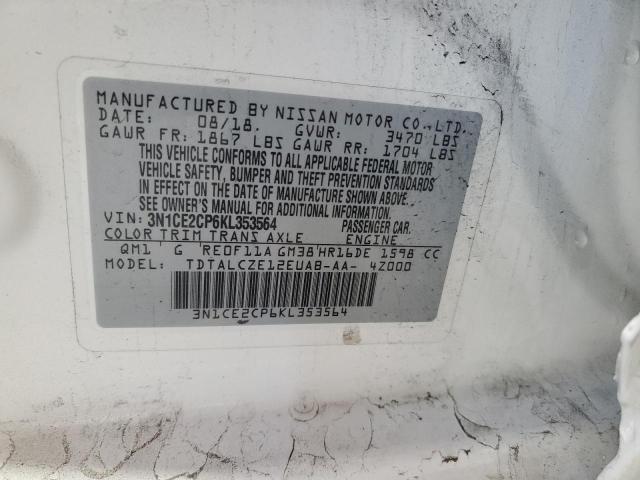 MANUFACTURED BY NISSAN MOTOR CO., LTD.
DATE: 08/18. GVWR: 3470 LBS
GAWR FR: 1867 LBS GAWR RR: 1704 LBS
THIS VEHICLE CONFORMS TO ALL APPLICABLE FEDERAL MOTOR
VEHICLE SAFETY, BUMPER AND THEFT PREVENTION STANDARDS
IN EFFECT ON THE DATE OF MANUFACTURE SHOWN ABOVE.
SEE OWNER'S MANUAL FOR ADDITIONAL INFORMATION.
VIN: 3N1CE2CP6KL353564 PASSENGER CAR.
COLOR TRIM TRANS AXLE ENGINE
QM1 ' G 'RE0F11A GM38'HR16DE 1598 CC
MODEL: TDTALCZE12EUAB-AA- 4Z000
3N1CE2CP6KL353564